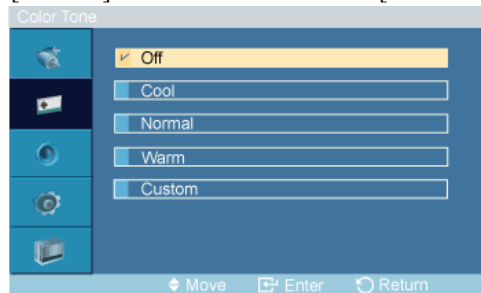 Color Tone
Off
Cool
Normal
Warm
Custom
Move Enter Return